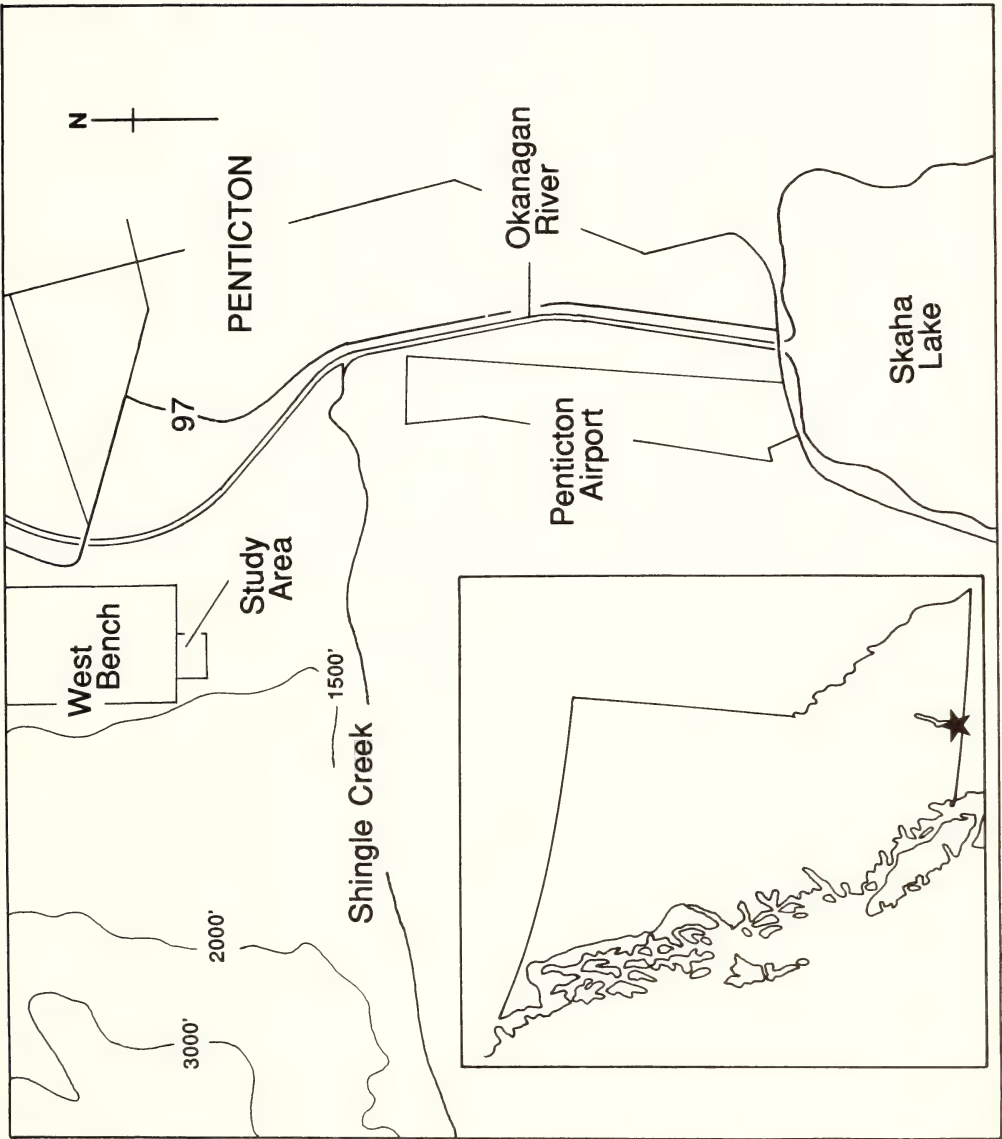 N
PENTICTON
97
Okanagan
River
West
Bench
Study
Area
Penticton
Airport
Skaha
Lake
1500'
Shingle Creek
2000'
3000'